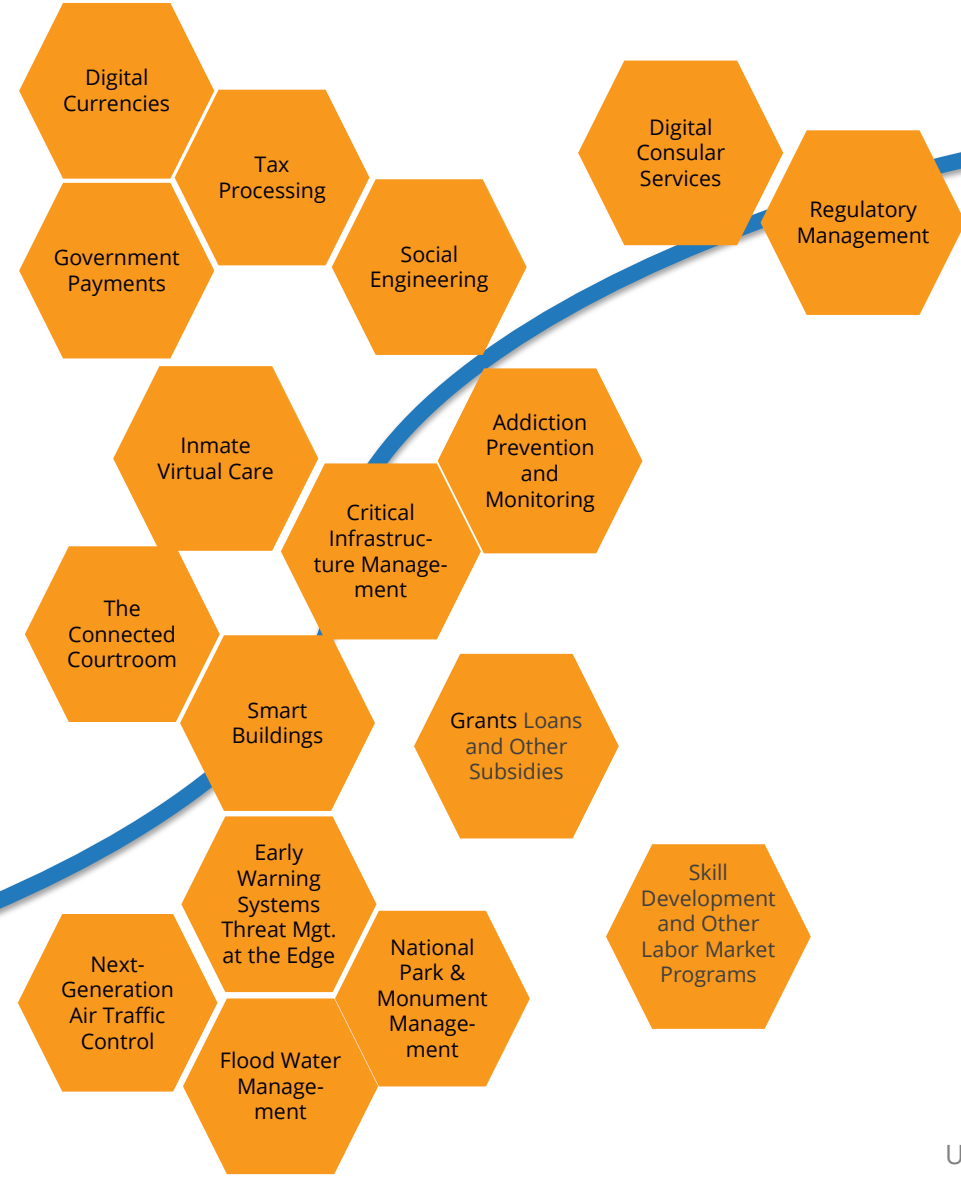 Digital
Currencies
Tax
Processing
Government
Payments
Social
Engineering
Digital
Consular
Services
Regulatory
Management
Inmate
Virtual Care
Addiction
Prevention
and
Monitoring
Critical
Infrastruc-
ture Manage-
ment
The
Connected
Courtroom
Smart
Buildings
Grants Loans
and Other
Subsidies
Early
Warning
Systems
Threat Mgt.
at the Edge
Skill
Development
and Other
Labor Market
Programs
Next-
Generation
Air Traffic
Control
National
Park &
Monument
Manage-
ment
Flood Water
Manage-
ment
U